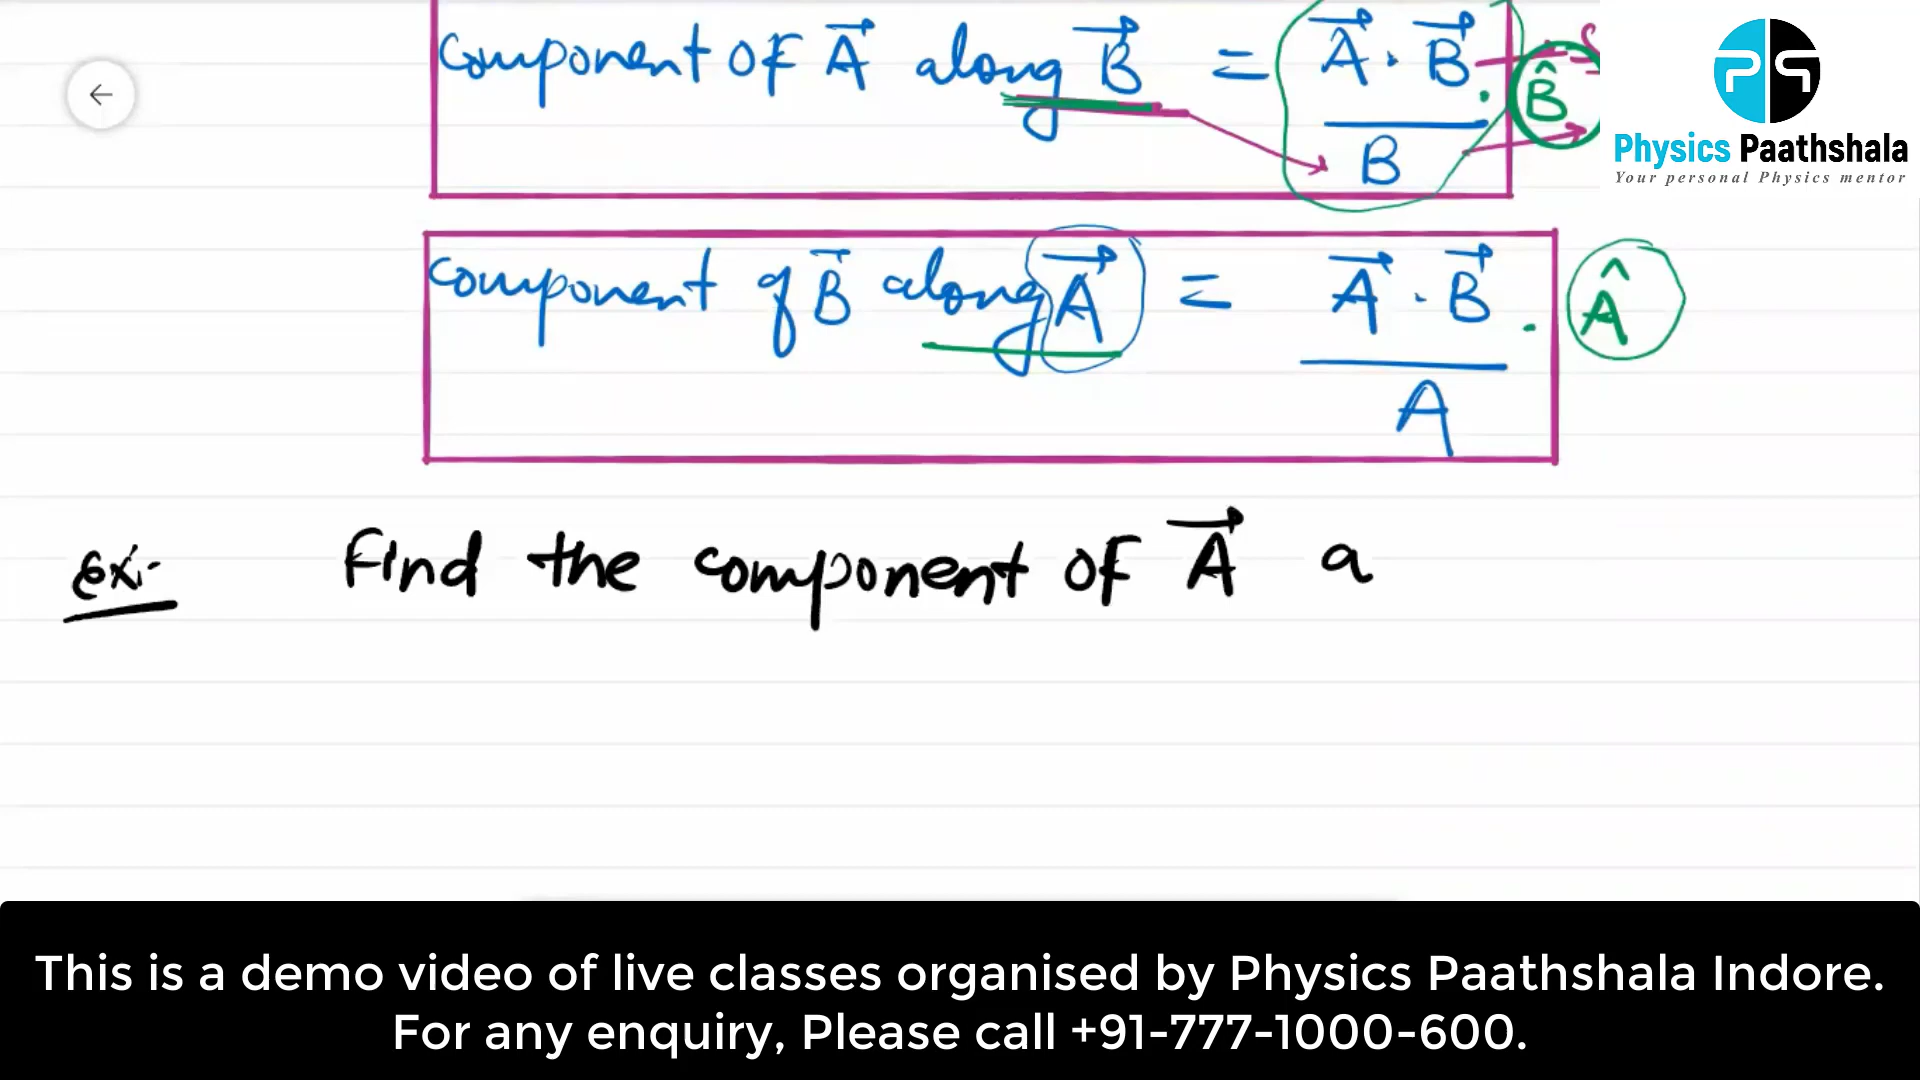 component of A⃗ along B⃗ = A⃗ · B⃗ / B . B̂
component of B⃗ along A⃗ = A⃗ · B⃗ / A . Â
ex:- Find the component of A⃗ a
PS
Physics Paathshala
Your personal Physics mentor
This is a demo video of live classes organised by Physics Paathshala Indore.
For any enquiry, Please call +91-777-1000-600.